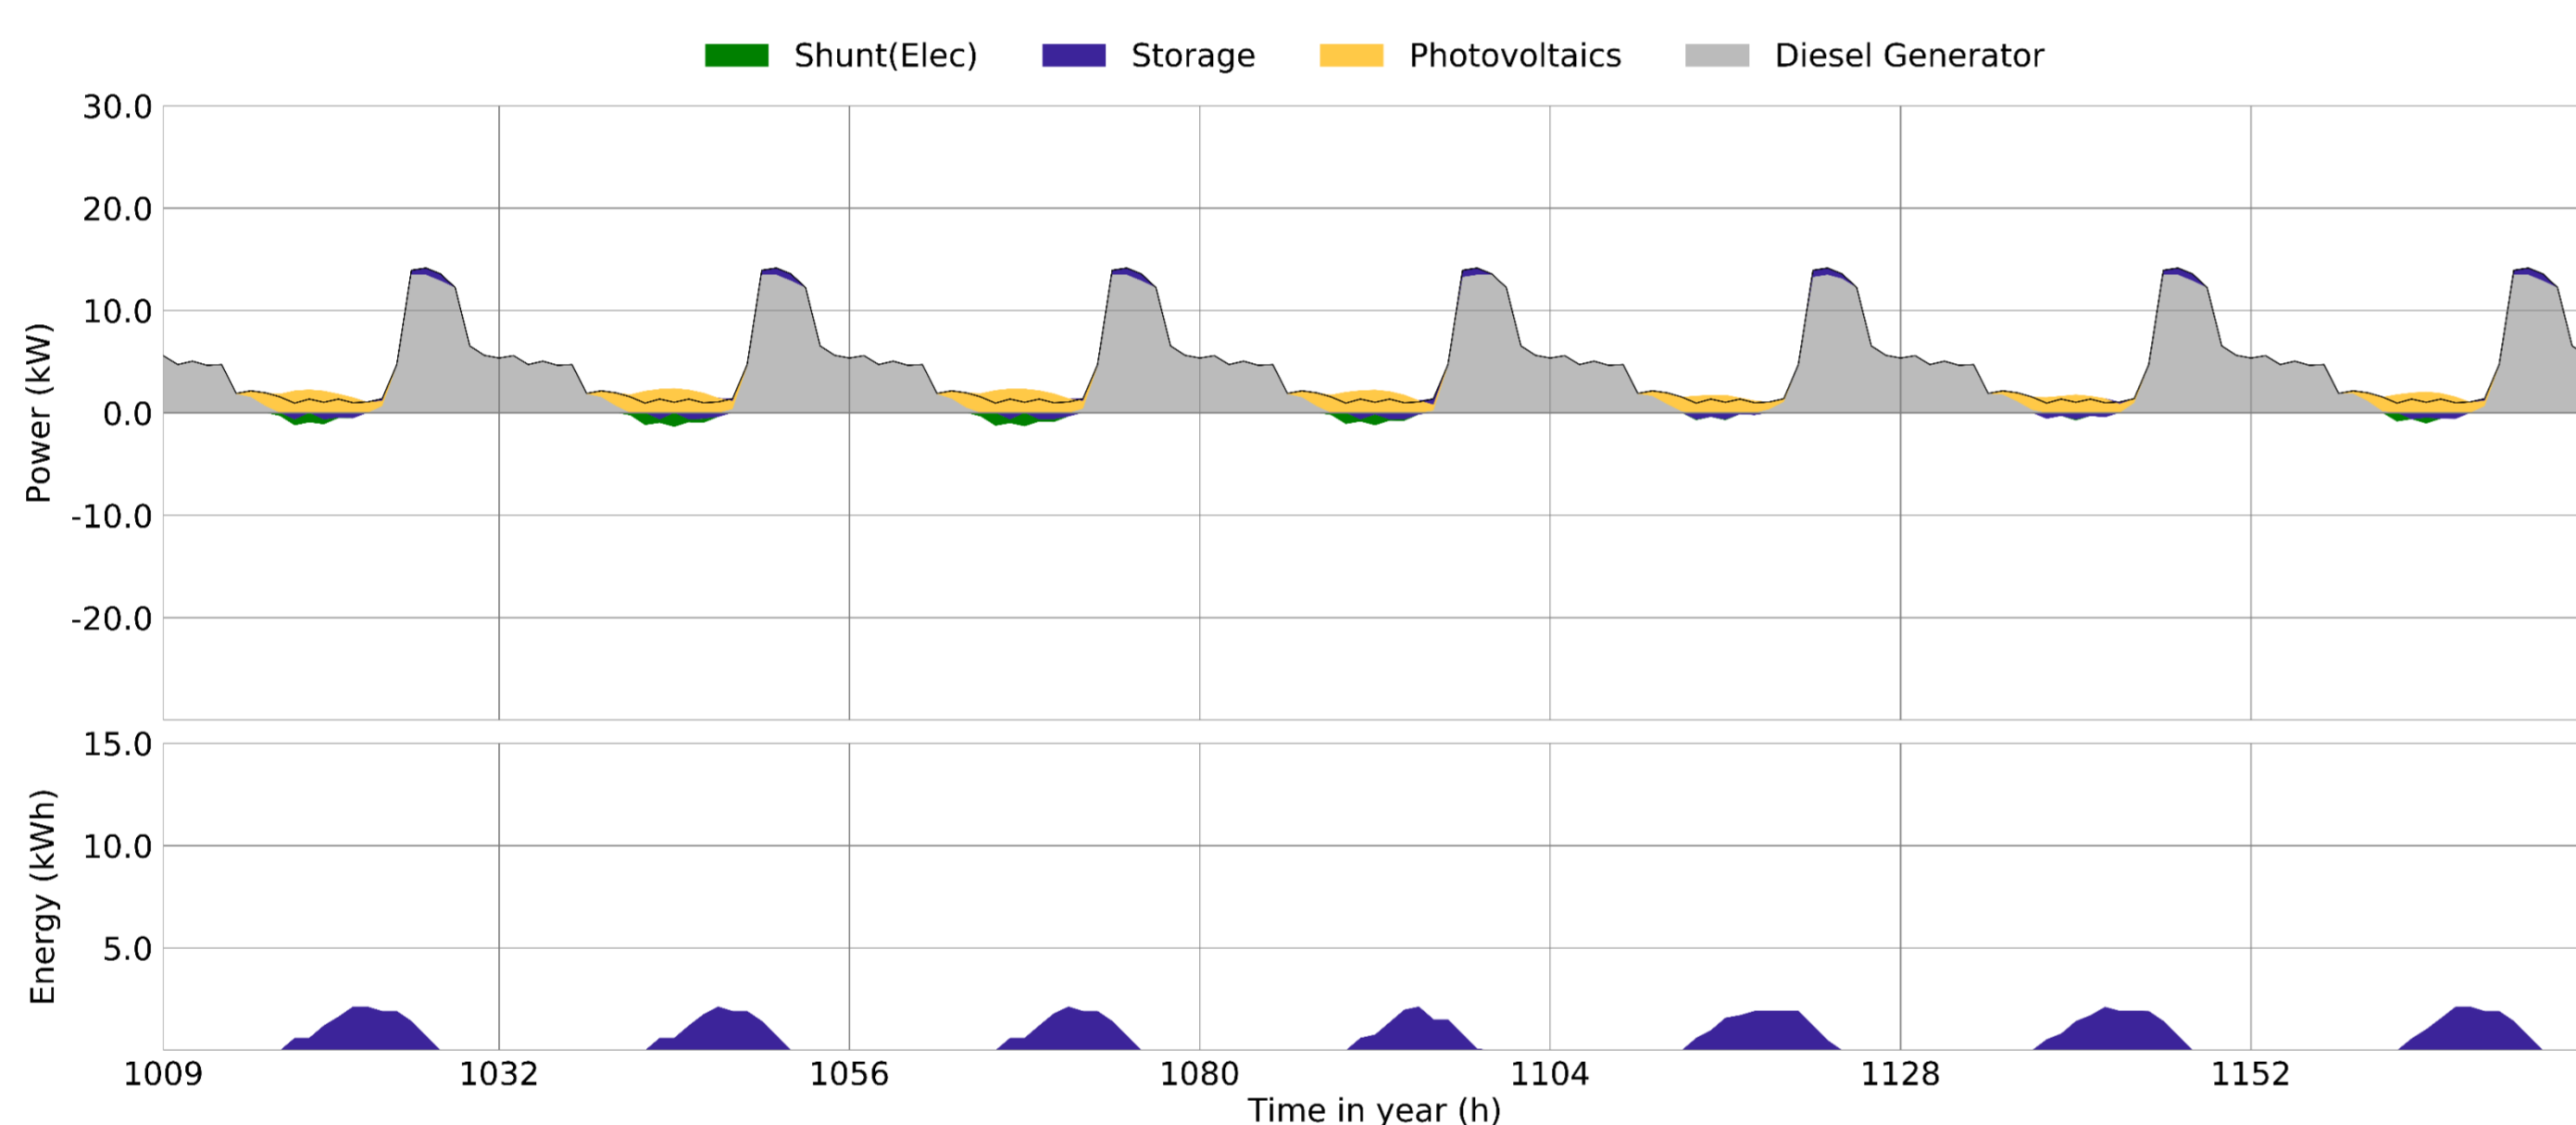 Shunt(Elec) Storage Photovoltaics Diesel Generator
30.0
20.0
10.0
0.0
-10.0
-20.0
Power (kW)
15.0
10.0
5.0
Energy (kWh)
1009 1032 1056 1080 1104 1128 1152
Time in year (h)